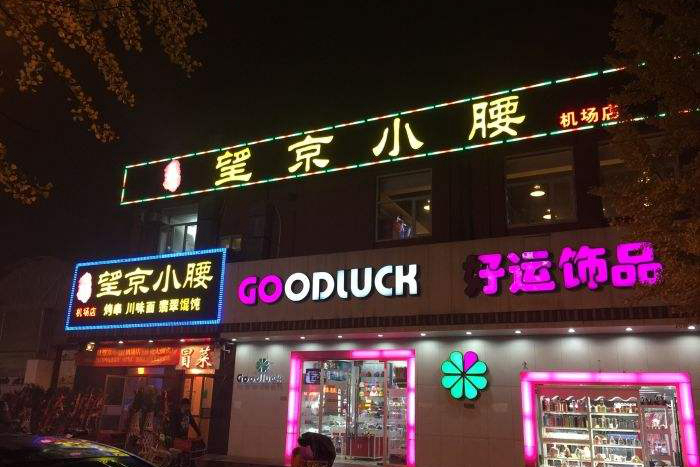 望京小腰 机场店
望京小腰
机场店 烤串 川味面 翡翠馄饨
GOODLUCK 好运饰品
冒菜
Goodluck